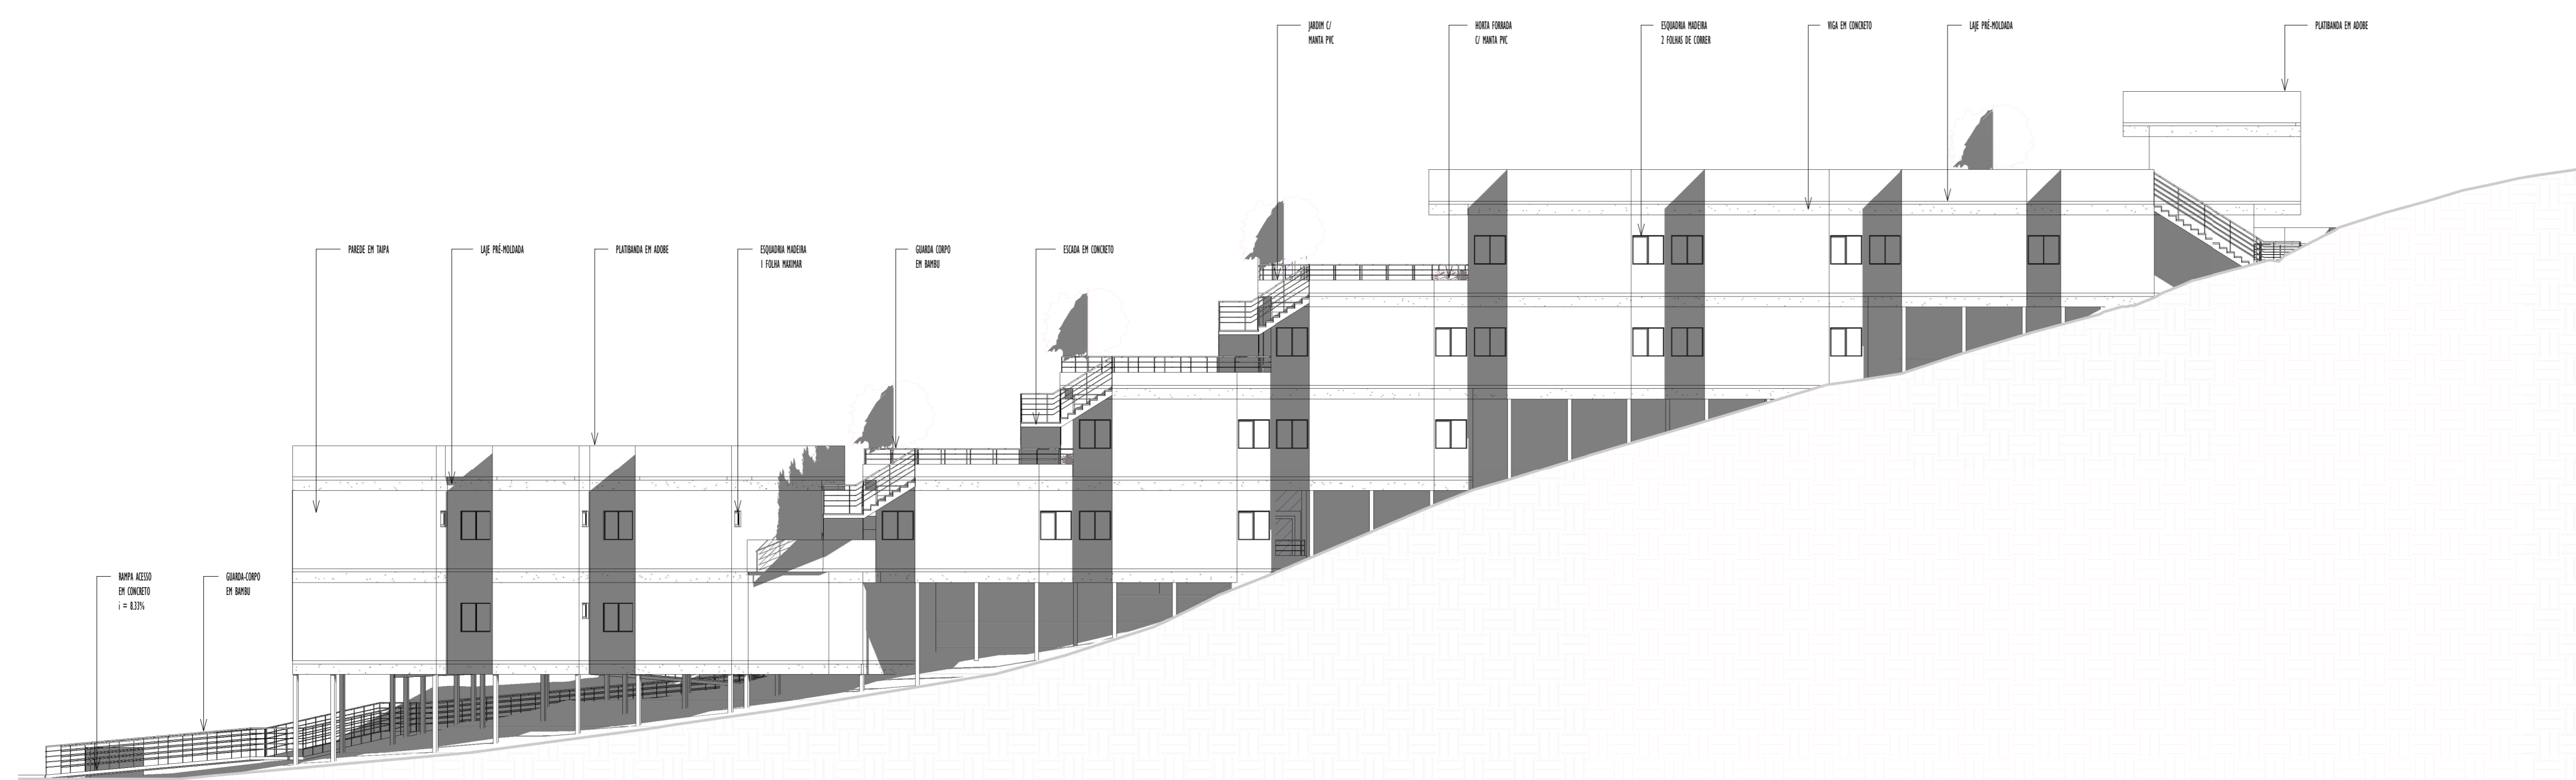 JARDIM C/
MANTA PVC
HORTA FORRADA
C/ MANTA PVC
ESQUADRIA MADEIRA
2 FOLHAS DE CORRER
VIGA EM CONCRETO
LAJE PRÉ-MOLDADA
PLATIBANDA EM ADOBE
PAREDE EM TAIPA
LAJE PRÉ-MOLDADA
PLATIBANDA EM ADOBE
ESQUADRIA MADEIRA
1 FOLHA MAXIMAR
GUARDA CORPO
EM BAMBU
ESCADA EM CONCRETO
RAMPA ACESSO
EM CONCRETO
i = 8.33%
GUARDA-CORPO
EM BAMBU